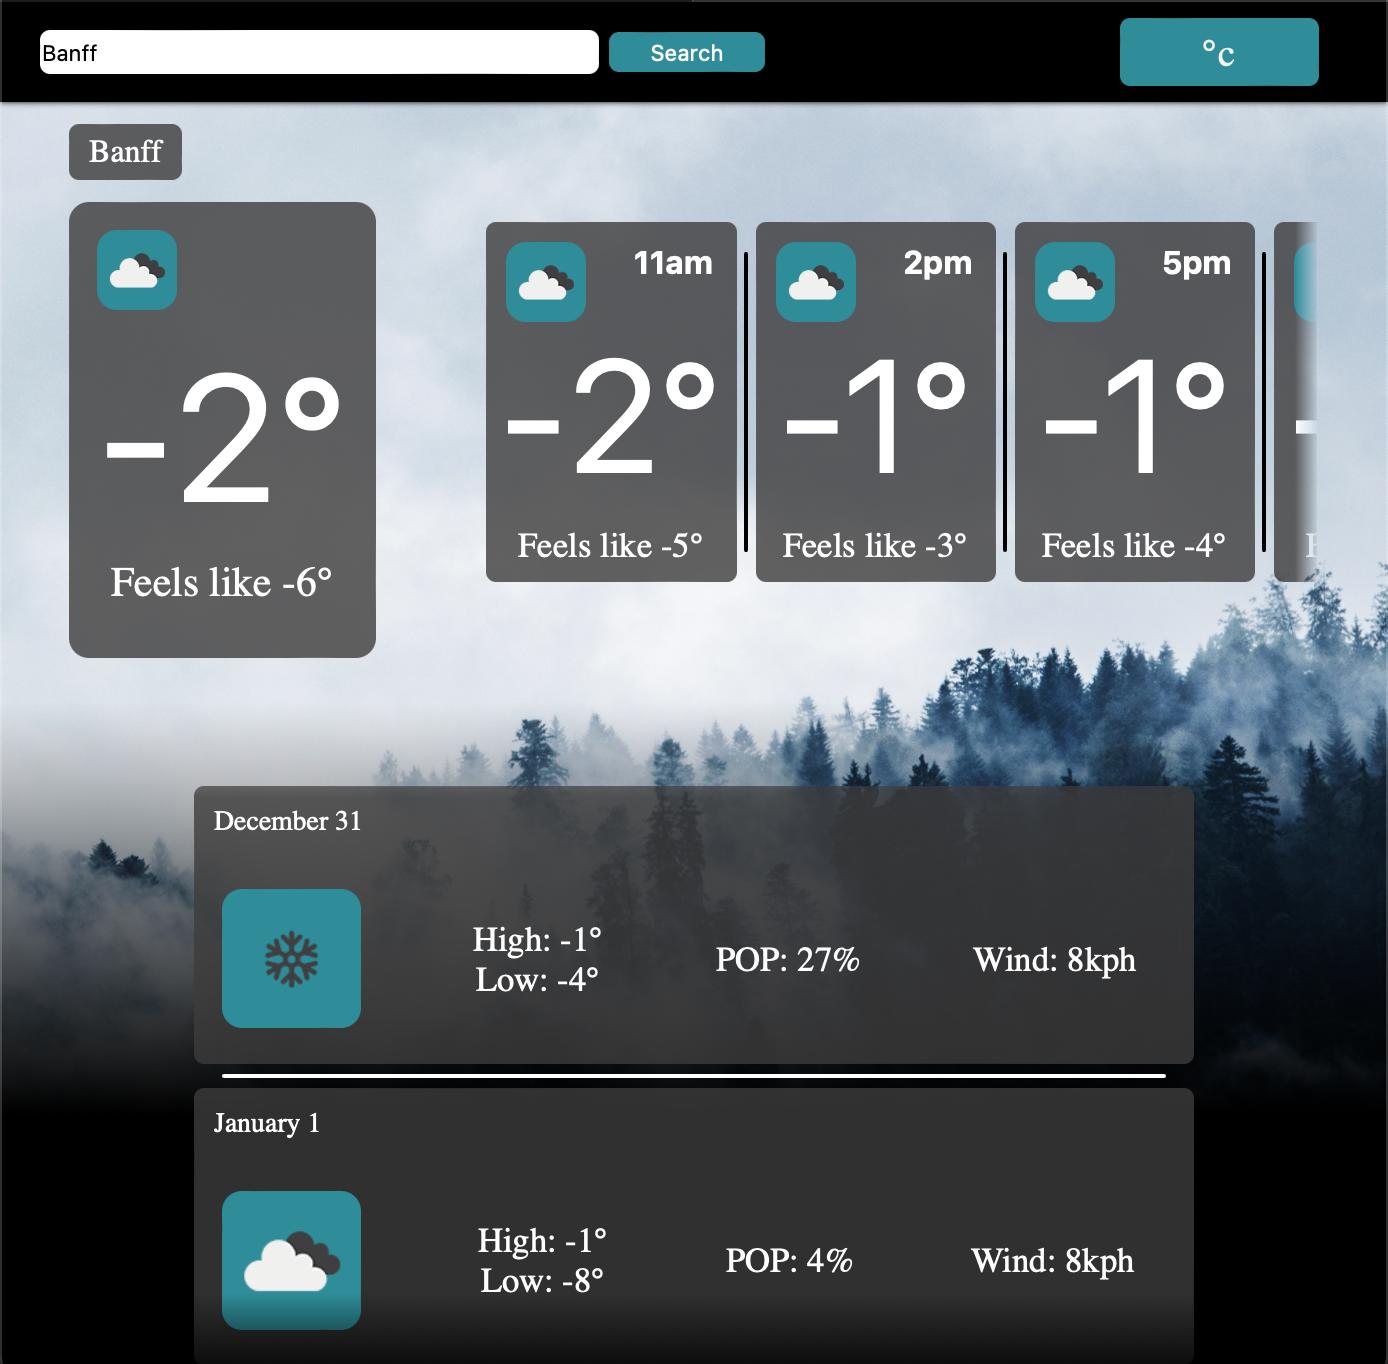 Banff
Search
°c
Banff
-2°
Feels like -6°
11am
-2°
Feels like -5°
2pm
-1°
Feels like -3°
5pm
-1°
Feels like -4°
-
December 31
High: -1°
Low: -4°
POP: 27%
Wind: 8kph
January 1
High: -1°
Low: -8°
POP: 4%
Wind: 8kph